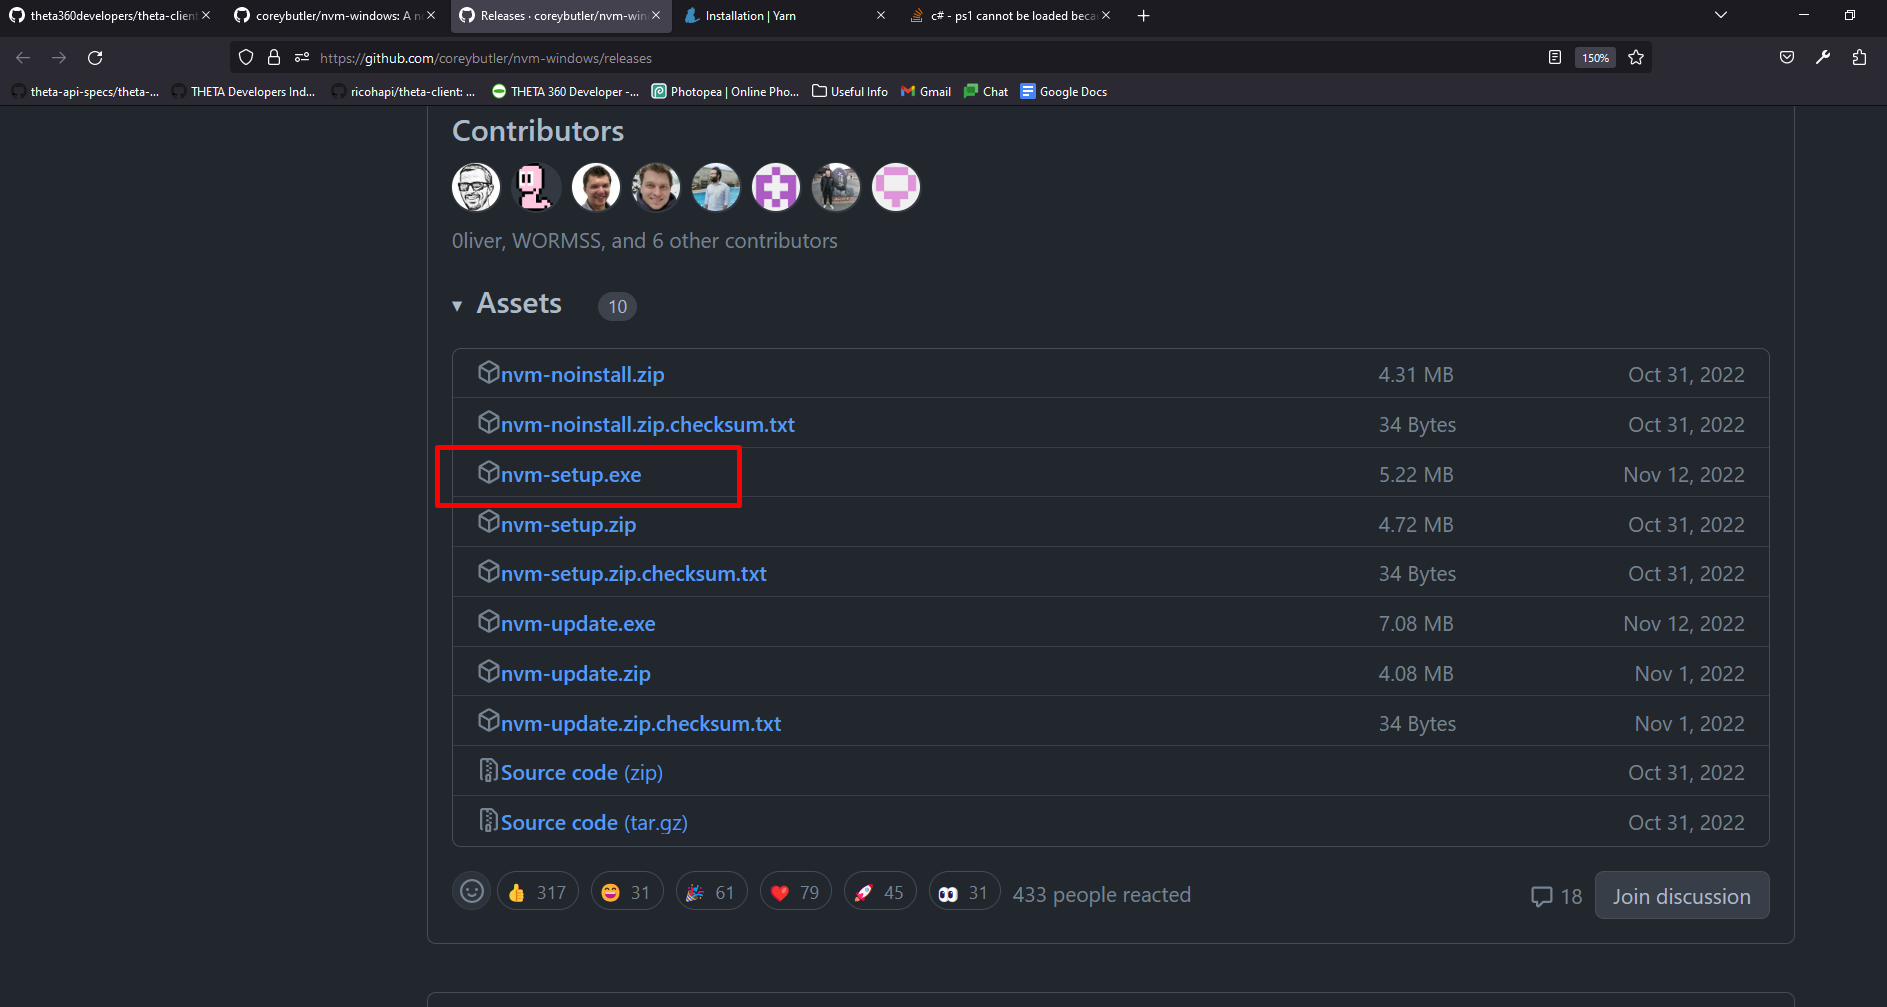 theta360developers/theta-client
coreybutler/nvm-windows: A n
Releases · coreybutler/nvm-win
Installation | Yarn
c# - ps1 cannot be loaded beca
https://github.com/coreybutler/nvm-windows/releases
150%
theta-api-specs/theta-...
THETA Developers Ind...
ricohapi/theta-client: ...
THETA 360 Developer -...
Photopea | Online Pho...
Useful Info
Gmail
Chat
Google Docs
Contributors
0liver, WORMSS, and 6 other contributors
Assets 10
nvm-noinstall.zip 4.31 MB Oct 31, 2022
nvm-noinstall.zip.checksum.txt 34 Bytes Oct 31, 2022
nvm-setup.exe 5.22 MB Nov 12, 2022
nvm-setup.zip 4.72 MB Oct 31, 2022
nvm-setup.zip.checksum.txt 34 Bytes Oct 31, 2022
nvm-update.exe 7.08 MB Nov 12, 2022
nvm-update.zip 4.08 MB Nov 1, 2022
nvm-update.zip.checksum.txt 34 Bytes Nov 1, 2022
Source code (zip) Oct 31, 2022
Source code (tar.gz) Oct 31, 2022
317 31 61 79 45 31 433 people reacted 18 Join discussion